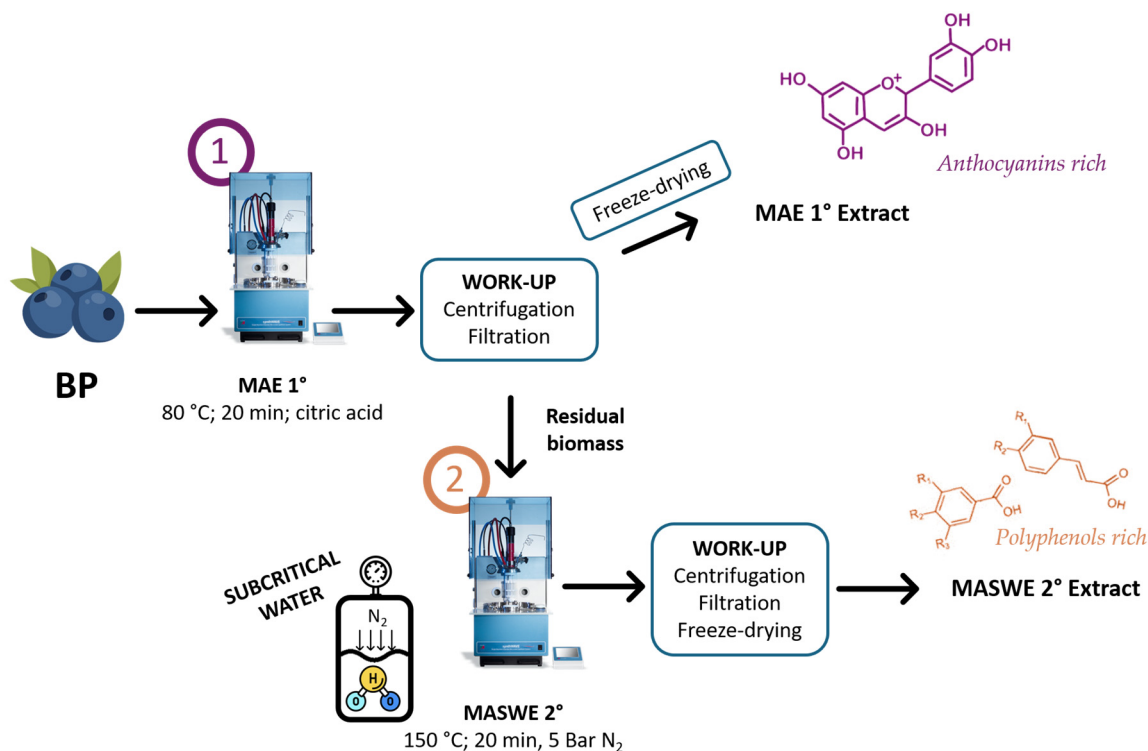 OH
OH
HO
O+
OH
OH
Anthocyanins rich
1
Freeze-drying
MAE 1° Extract
WORK-UP
Centrifugation
Filtration
BP
MAE 1°
80 °C; 20 min; citric acid
Residual
biomass
2
R1
R2
O
OH
R1
R2
R3
O
OH
Polyphenols rich
SUBCRITICAL
WATER
N2
H
O
O
WORK-UP
Centrifugation
Filtration
Freeze-drying
MASWE 2° Extract
MASWE 2°
150 °C; 20 min, 5 Bar N2